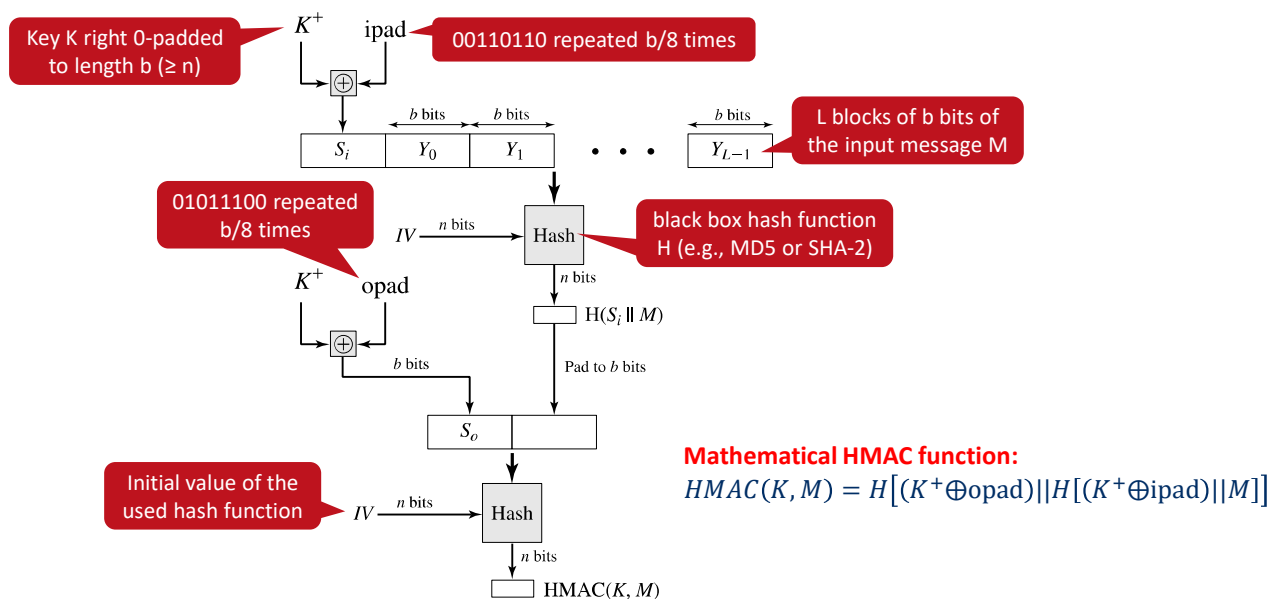 Key K right 0-padded
to length b (≥ n)
K⁺
ipad
00110110 repeated b/8 times
⊕
b bits
b bits
b bits
Sᵢ
Y₀
Y₁
• • •
Y_{L−1}
L blocks of b bits of
the input message M
01011100 repeated
b/8 times
IV
n bits
Hash
black box hash function
H (e.g., MD5 or SHA-2)
K⁺
opad
n bits
H(Sᵢ ∥ M)
⊕
b bits
Pad to b bits
Sₒ
Mathematical HMAC function:
HMAC(K, M) = H[(K⁺⊕opad)||H[(K⁺⊕ipad)||M]]
Initial value of the
used hash function
IV
n bits
Hash
n bits
HMAC(K, M)